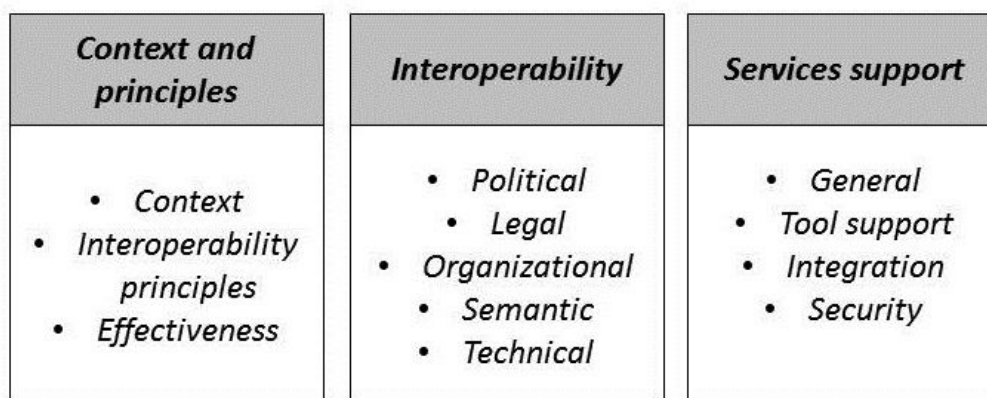 Context and
principles
• Context
• Interoperability
principles
• Effectiveness
Interoperability
• Political
• Legal
• Organizational
• Semantic
• Technical
Services support
• General
• Tool support
• Integration
• Security